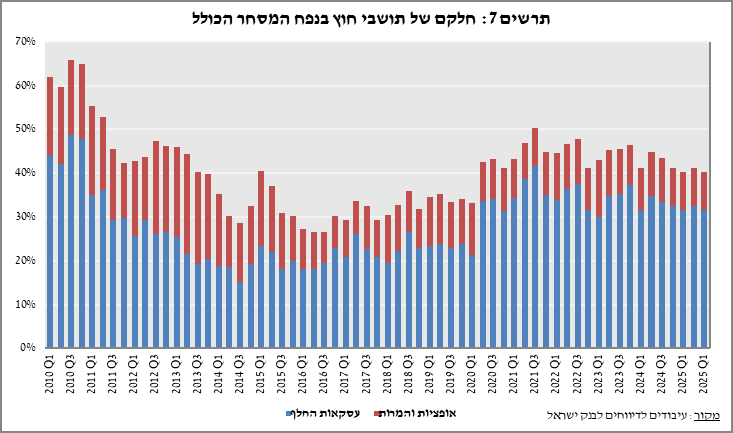 תרשים 7: חלקם של תושבי חוץ בנפח המסחר הכולל
70%
60%
50%
40%
30%
20%
10%
0%
2010 Q1
2010 Q3
2011 Q1
2011 Q3
2012 Q1
2012 Q3
2013 Q1
2013 Q3
2014 Q1
2014 Q3
2015 Q1
2015 Q3
2016 Q1
2016 Q3
2017 Q1
2017 Q3
2018 Q1
2018 Q3
2019 Q1
2019 Q3
2020 Q1
2020 Q3
2021 Q1
2021 Q3
2022 Q1
2022 Q3
2023 Q1
2023 Q3
2024 Q1
2024 Q3
2025 Q1
2025 Q1
אופציות והמרות
עסקאות החלף
מקור: עיבודים לדיווחים לבנק ישראל